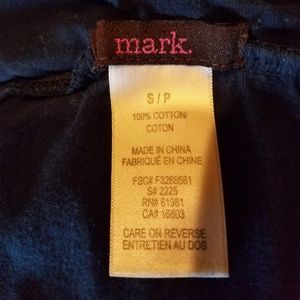 mark.
S / P
100% COTTON/
COTON
MADE IN CHINA
FABRIQUÉ EN CHINE
FSC# F3268561
S# 2225
RN# 61981
CA# 16803
CARE ON REVERSE
ENTRETIEN AU DOS